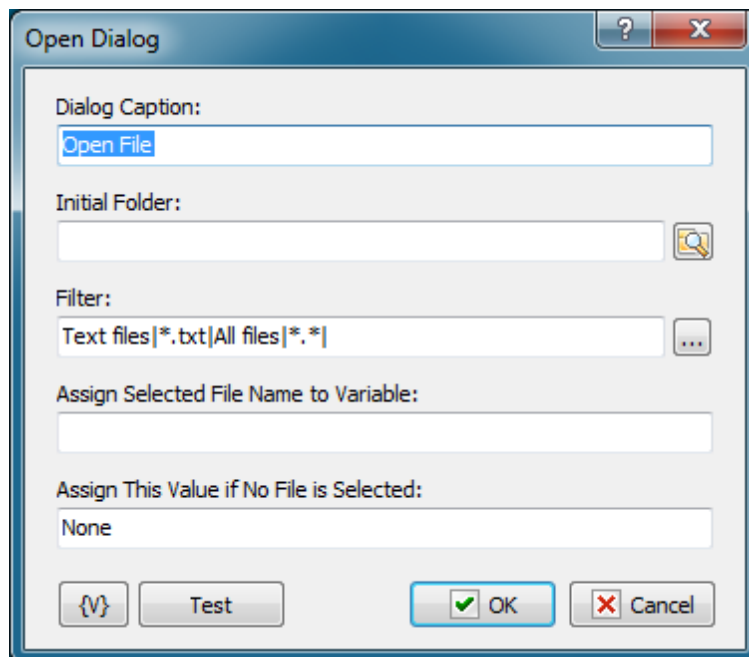 Open Dialog
?
X
Dialog Caption:
Open File
Initial Folder:
Filter:
Text files|*.txt|All files|*.*|
...
Assign Selected File Name to Variable:
Assign This Value if No File is Selected:
None
{V} Test OK Cancel